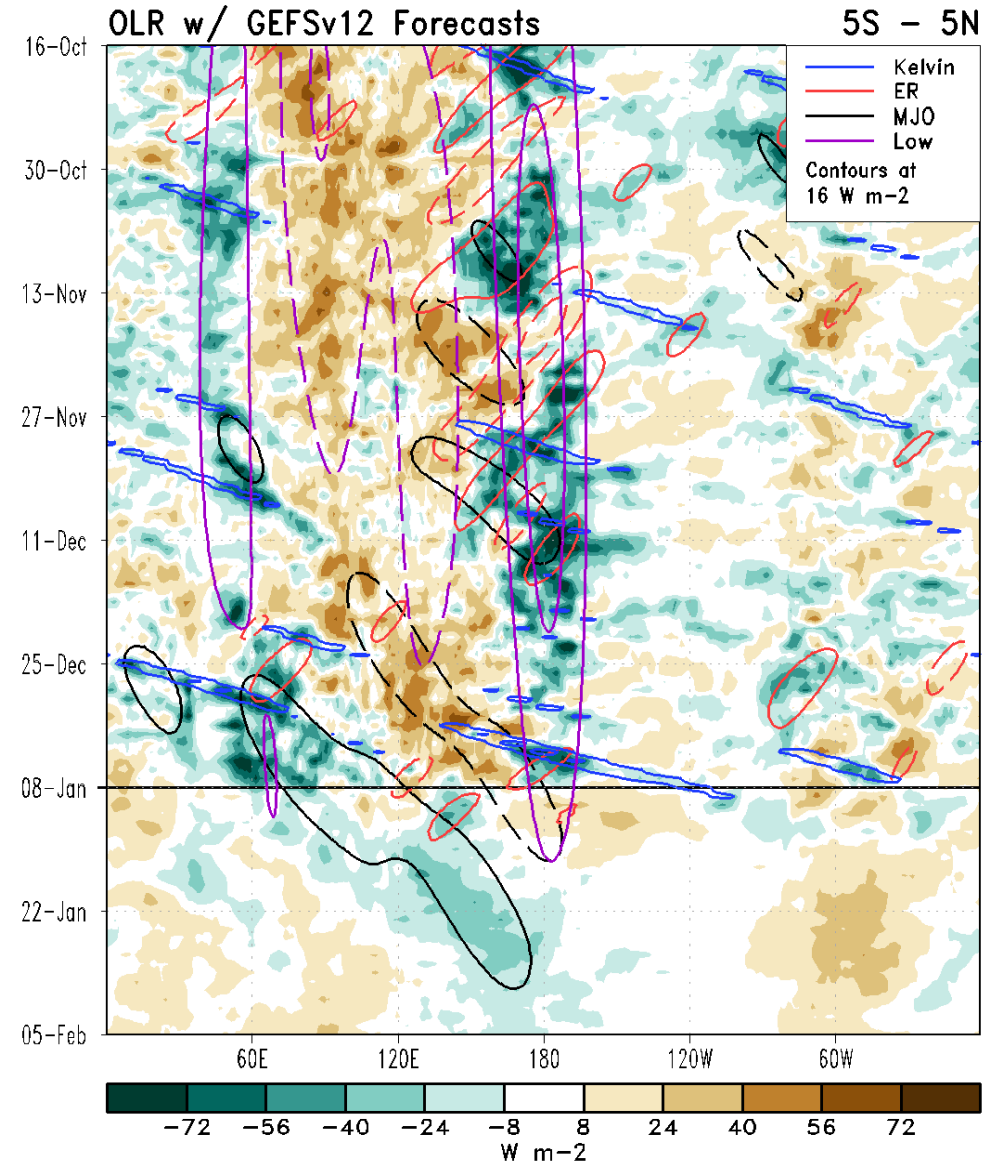 OLR w/ GEFSv12 Forecasts 5S - 5N
16-Oct
30-Oct
13-Nov
27-Nov
11-Dec
25-Dec
08-Jan
22-Jan
05-Feb
Kelvin
ER
MJO
Low
Contours at
16 W m-2
60E 120E 180 120W 60W
-72 -56 -40 -24 -8 8 24 40 56 72
W m-2